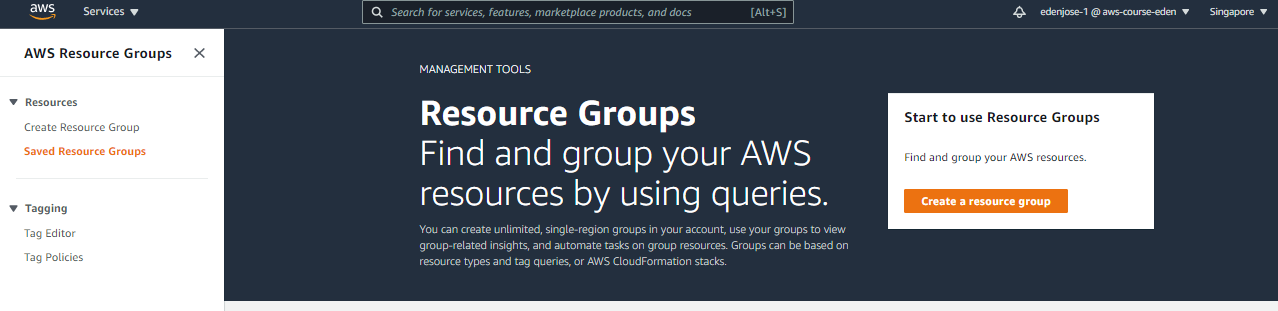 aws
Services
Search for services, features, marketplace products, and docs
[Alt+S]
edenjose-1 @ aws-course-eden
Singapore
AWS Resource Groups
Resources
Create Resource Group
Saved Resource Groups
Tagging
Tag Editor
Tag Policies
MANAGEMENT TOOLS
Resource Groups
Find and group your AWS
resources by using queries.
You can create unlimited, single-region groups in your account, use your groups to view
group-related insights, and automate tasks on group resources. Groups can be based on
resource types and tag queries, or AWS CloudFormation stacks.
Start to use Resource Groups
Find and group your AWS resources.
Create a resource group